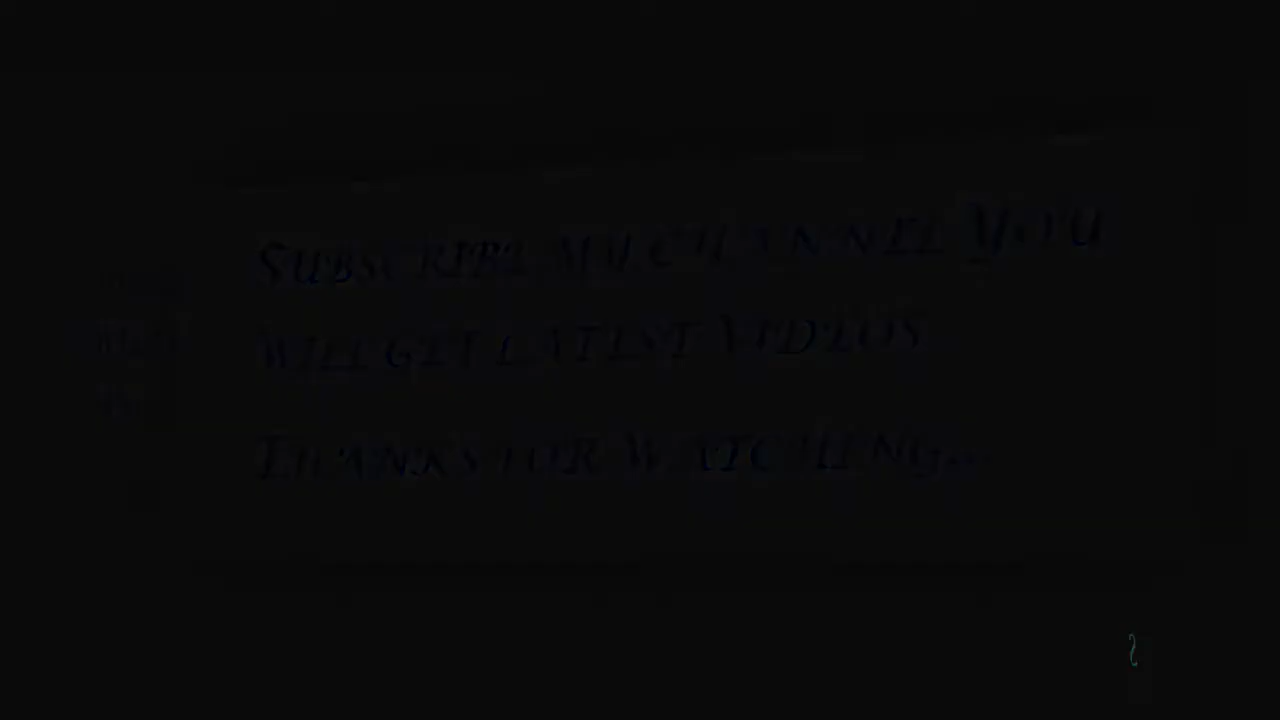 SUBSCRIBE MY CHANNEL YOU
WILL GET LATEST VIDEOS
THANKS FOR WATCHING..